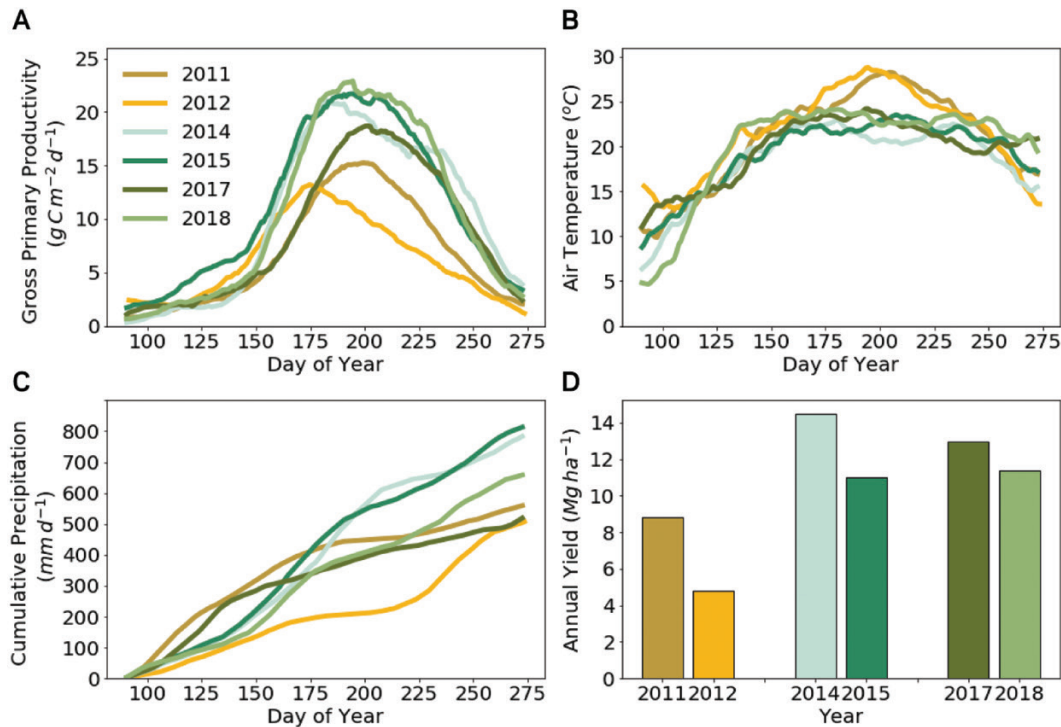 A
Gross Primary Productivity
(g C m⁻² d⁻¹)
25
20
15
10
5
0
2011
2012
2014
2015
2017
2018
100 125 150 175 200 225 250 275
Day of Year
B
Air Temperature (°C)
30
25
20
15
10
5
0
100 125 150 175 200 225 250 275
Day of Year
C
Cumulative Precipitation
(mm d⁻¹)
800
700
600
500
400
300
200
100
0
100 125 150 175 200 225 250 275
Day of Year
D
Annual Yield (Mg ha⁻¹)
14
12
10
8
6
4
2
0
2011 2012 2014 2015 2017 2018
Year